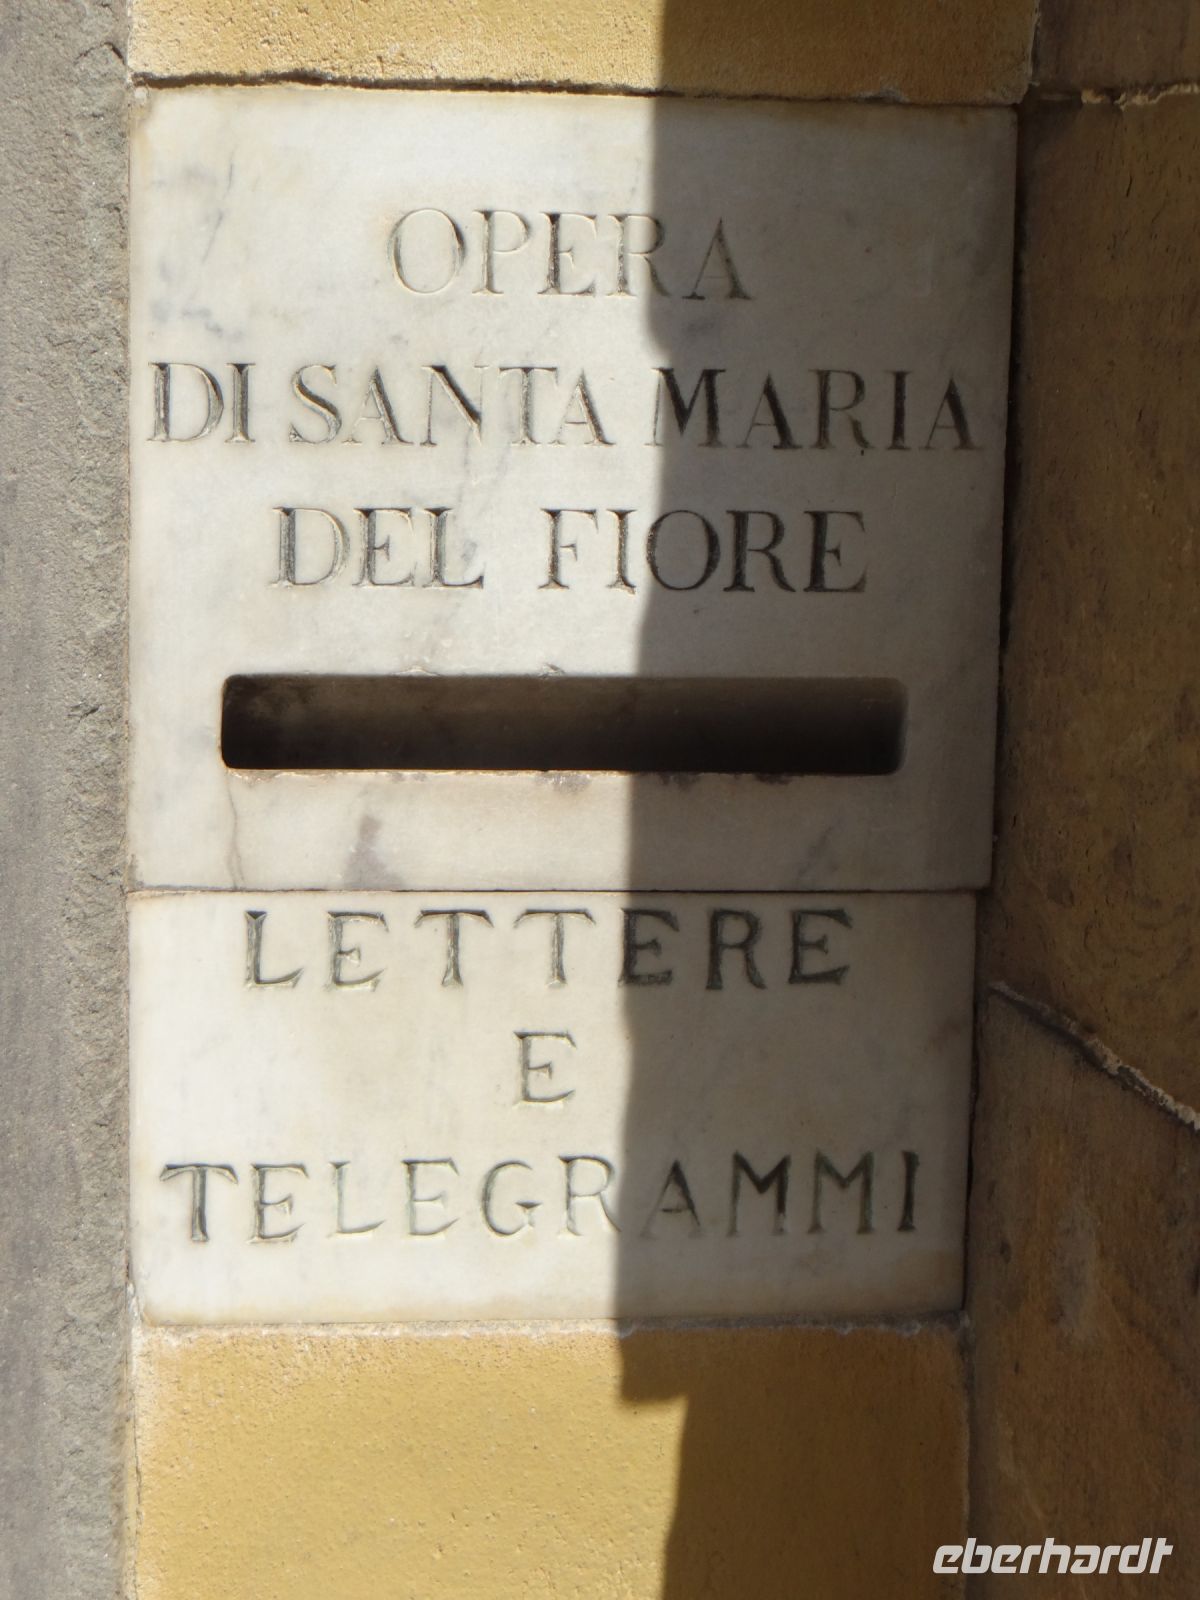 OPERA
DI SANTA MARIA
DEL FIORE
LETTERE
E
TELEGRAMMI
eberhardt